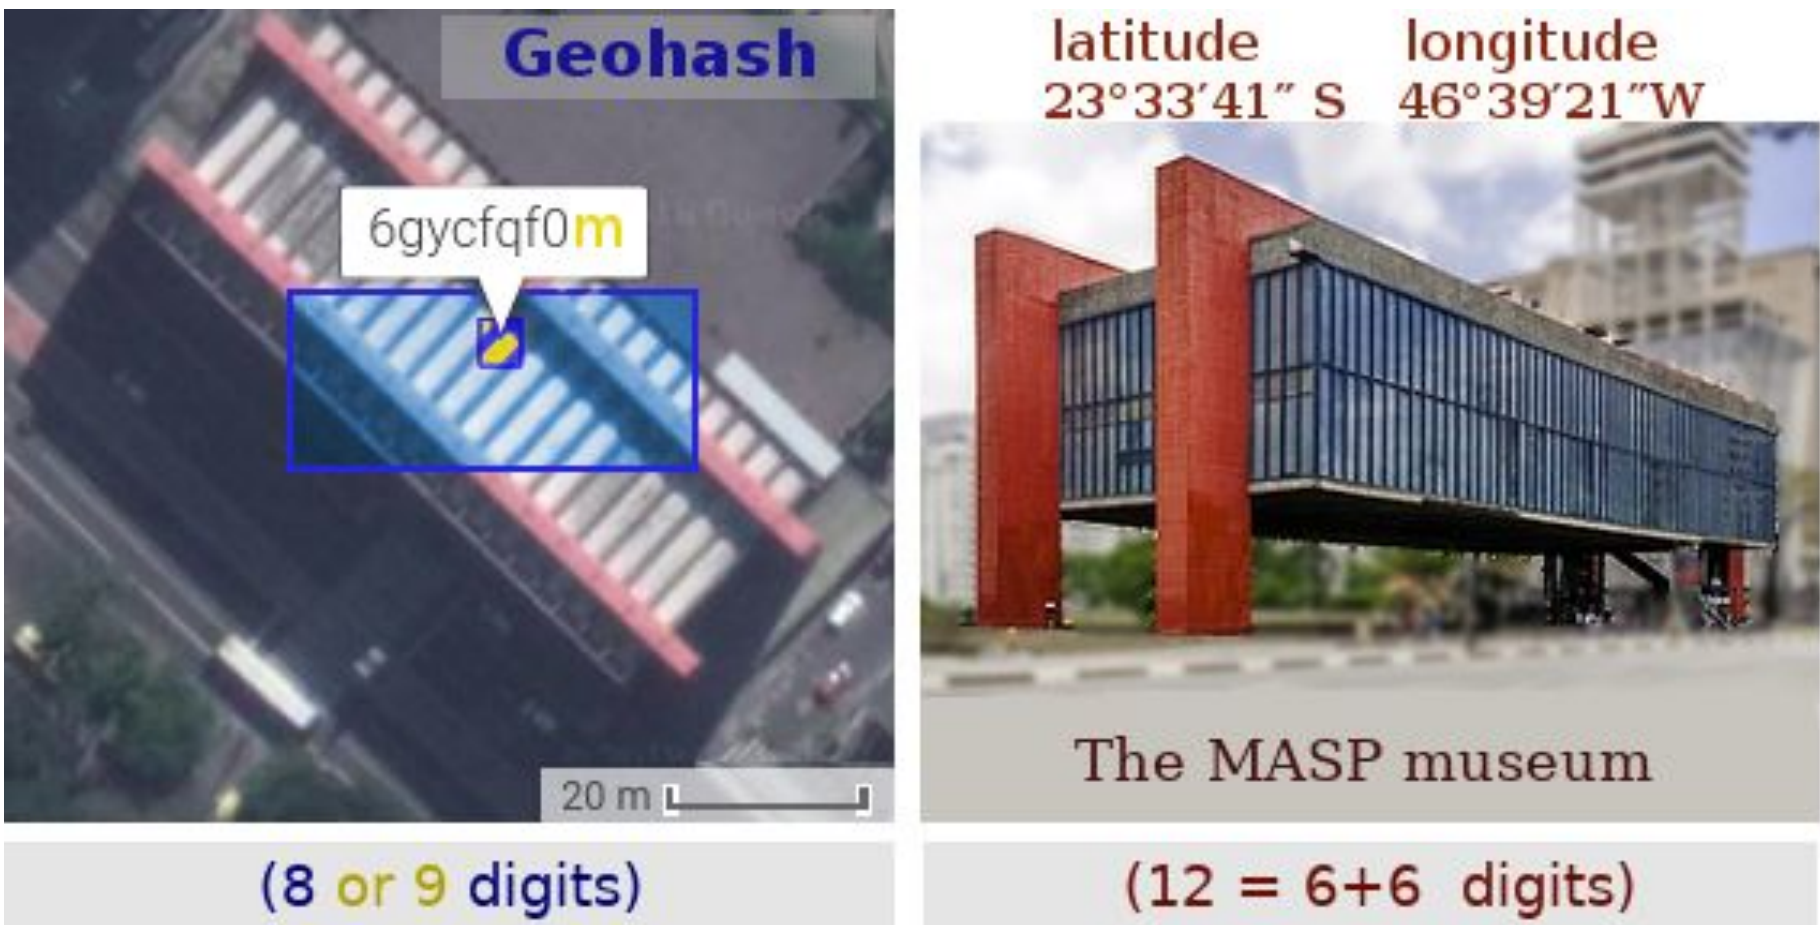 Geohash
6gycfqf0m
20 m
(8 or 9 digits)
latitude longitude
23°33′41″ S 46°39′21″W
The MASP museum
(12 = 6+6 digits)